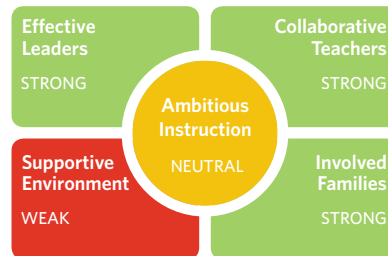 Effective
Leaders
STRONG
Collaborative
Teachers
STRONG
Ambitious
Instruction
NEUTRAL
Supportive
Environment
WEAK
Involved
Families
STRONG